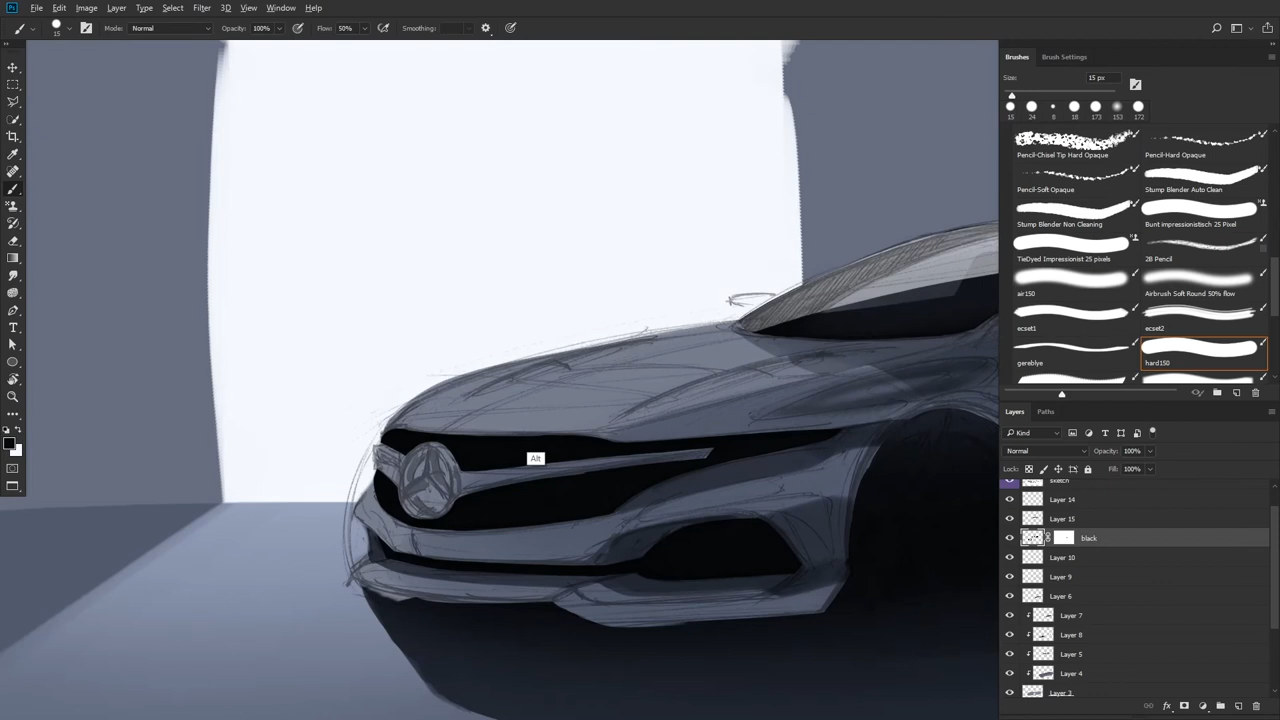 Ps File Edit Image Layer Type Select Filter 3D View Window Help
15 Mode: Normal Opacity: 100% Flow: 50% Smoothing:
Brushes Brush Settings
Size: 15 px
15 24 8 18 173 153 172
Pencil-Chisel Tip Hard Opaque Pencil-Hard Opaque
Pencil-Soft Opaque Stump Blender Auto Clean
Stump Blender Non Cleaning Bunt impressionistisch 25 Pixel
TieDyed Impressionist 25 pixels 2B Pencil
air150 Airbrush Soft Round 50% flow
ecset1 ecset2
gereblye hard150
Alt
Layers Paths
Kind
Normal Opacity: 100%
Lock: Fill: 100%
sketch
Layer 14
Layer 15
black
Layer 10
Layer 9
Layer 6
Layer 7
Layer 8
Layer 5
Layer 4
Layer 3